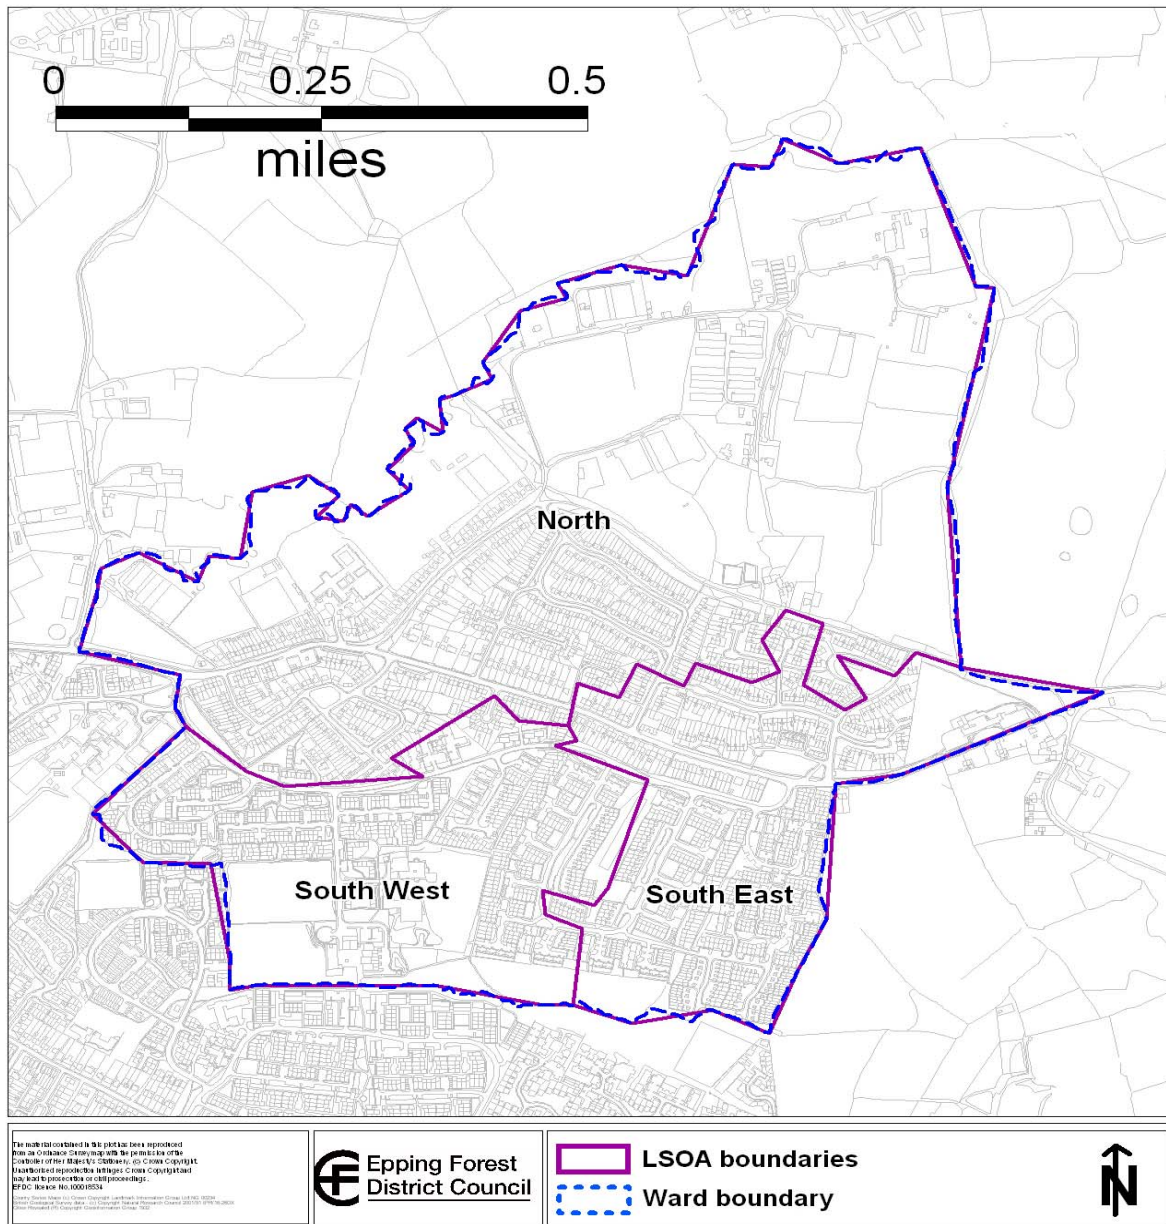 0 0.25 0.5
miles
North
South West
South East
The material contained in this plot has been reproduced
from an Ordnance Survey map with the permission of the
Controller of Her Majesty's Stationery. (c) Crown Copyright.
Unauthorised reproduction infringes Crown Copyright and
may lead to prosecution or civil proceedings.
EFDC licence No.100018534
Epping Forest
District Council
LSOA boundaries
Ward boundary
N